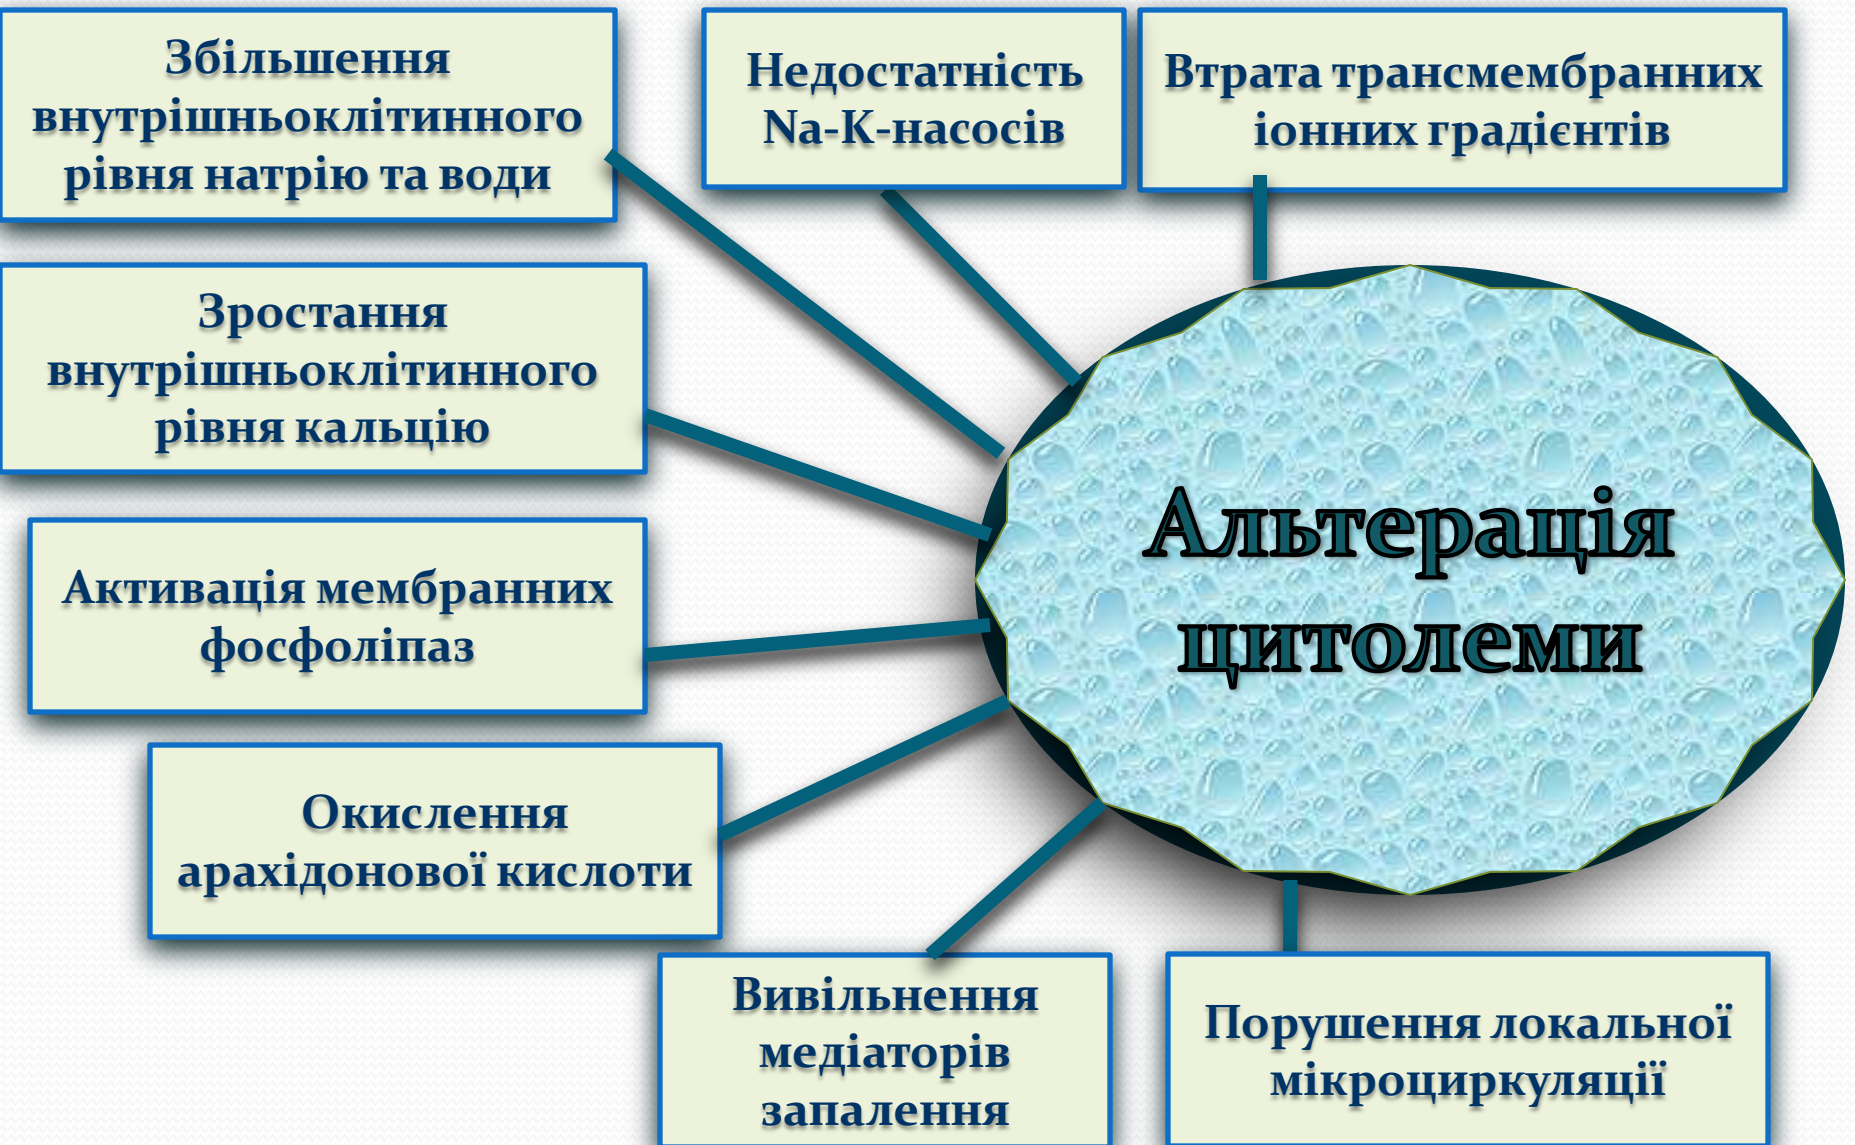 Збільшення
внутрішньоклітинного
рівня натрію та води
Недостатність
Na-K-насосів
Втрата трансмембранних
іонних градієнтів
Зростання
внутрішньоклітинного
рівня кальцію
Активація мембранних
фосфоліпаз
Окислення
арахідонової кислоти
Вивільнення
медіаторів
запалення
Порушення локальної
мікроциркуляції
Альтерація
цитолеми